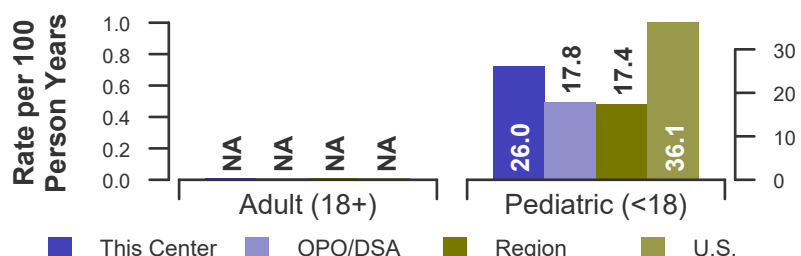 Rate per 100
Person Years
1.0
0.8
0.6
0.4
0.2
0.0
NA NA NA NA
26.0 17.8 17.4 36.1
30
20
10
0
Adult (18+) Pediatric (<18)
This Center OPO/DSA Region U.S.